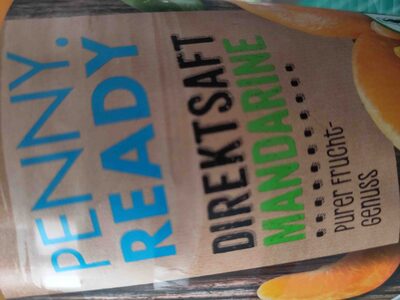 PENNY.
READY
DIREKTSAFT
MANDARINE
PURER FRUCHT-
GENUSS